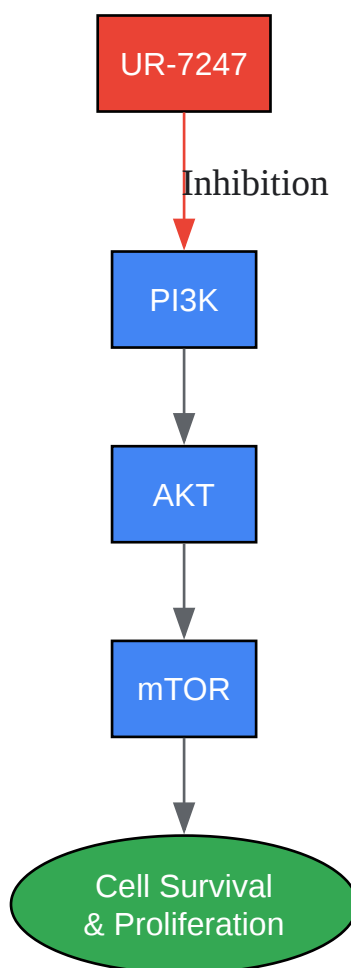 UR-7247
Inhibition
PI3K
AKT
mTOR
Cell Survival
& Proliferation